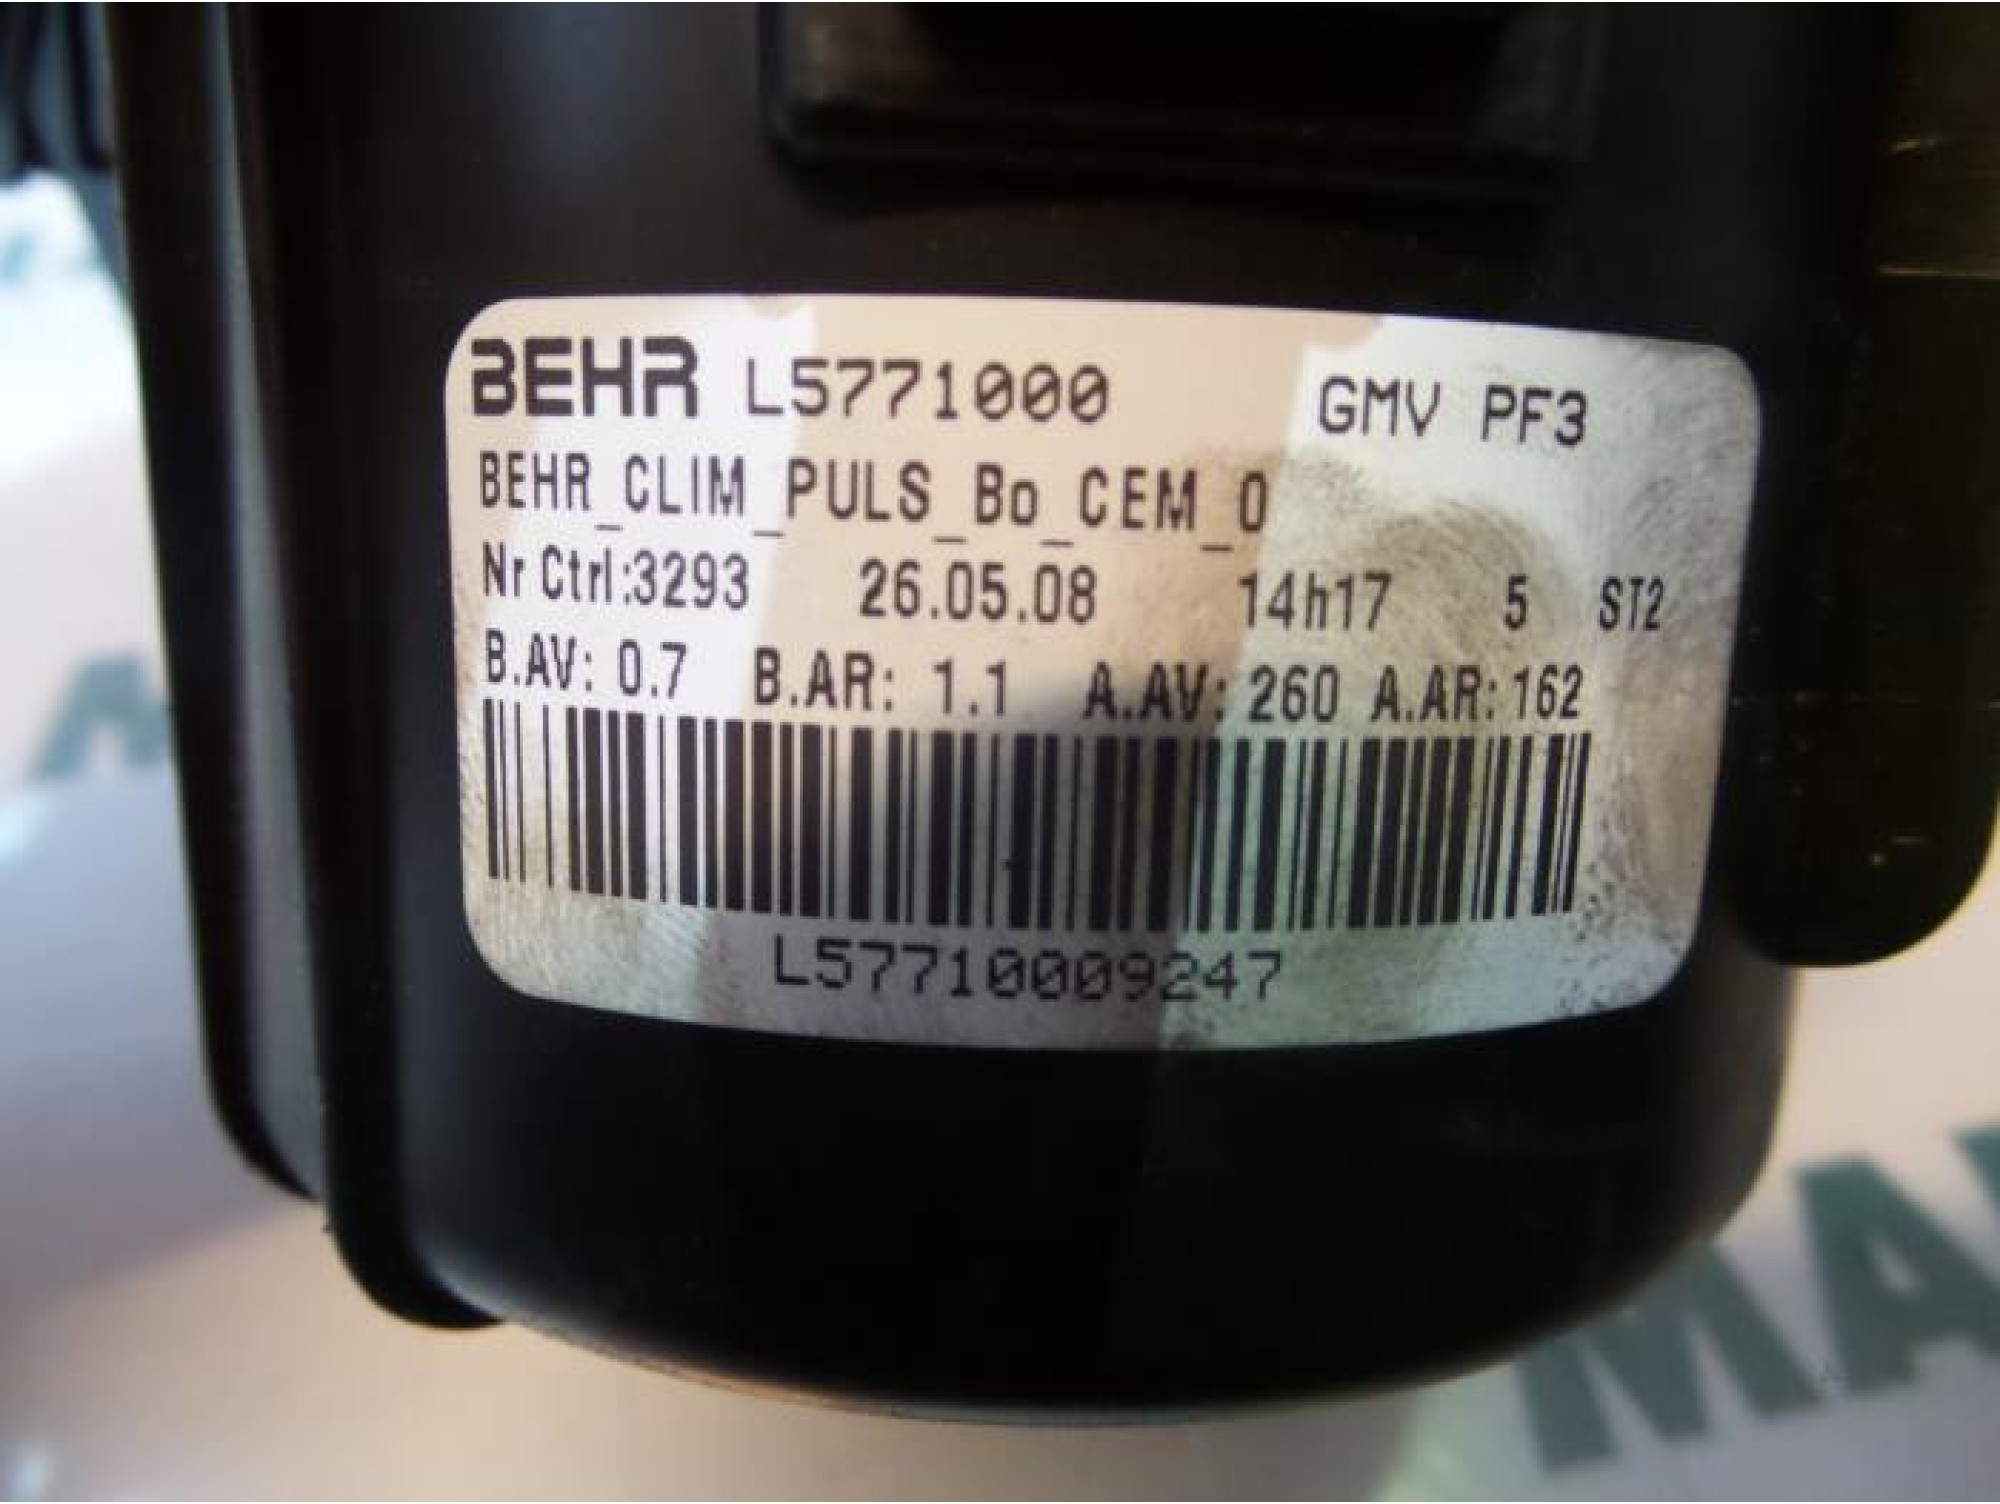 BEHR L5771000 GMV PF3
BEHR_CLIM_PULS_Bo_CEM_0
Nr Ctrl:3293 26.05.08 14h17 5 ST2
B.AV: 0.7 B.AR: 1.1 A.AV: 260 A.AR: 162
L57710009247